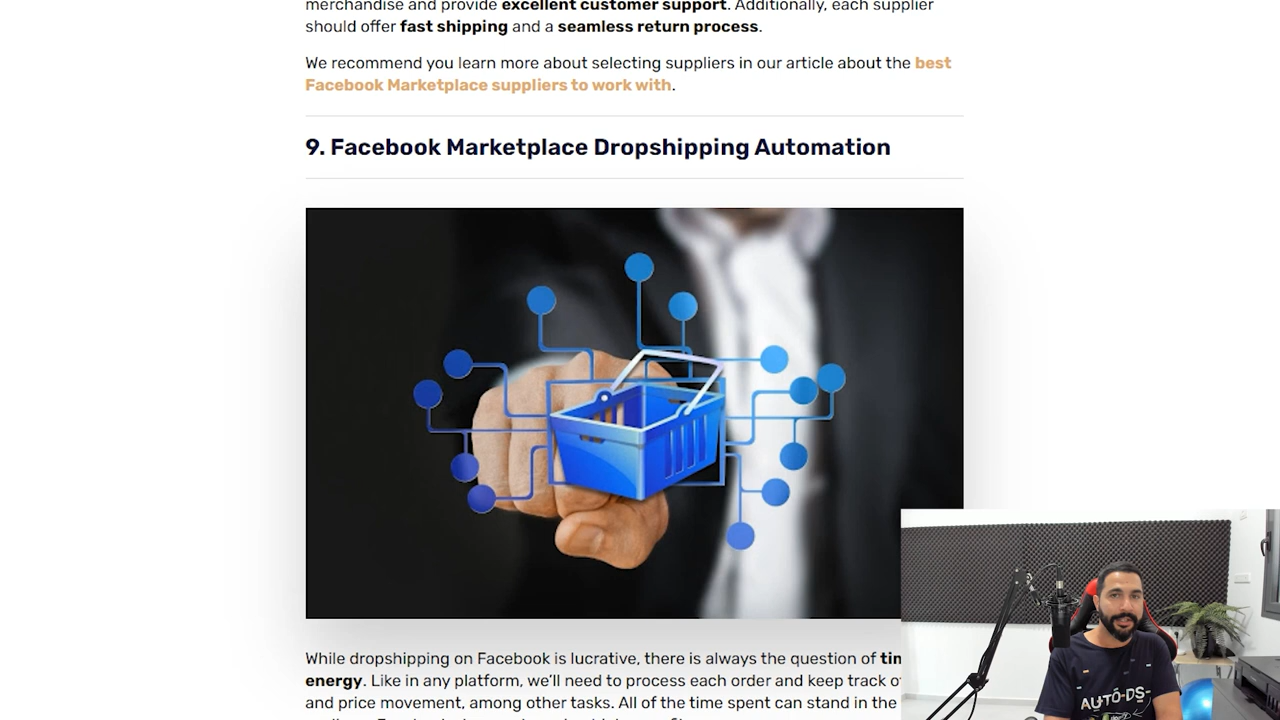 merchandise and provide excellent customer support. Additionally, each supplier
should offer fast shipping and a seamless return process.
We recommend you learn more about selecting suppliers in our article about the best
Facebook Marketplace suppliers to work with.
9. Facebook Marketplace Dropshipping Automation
While dropshipping on Facebook is lucrative, there is always the question of
energy. Like in any platform, we'll need to process each order and keep track
and price movement, among other tasks. All of the time spent can stand in the
AUTO-DS-